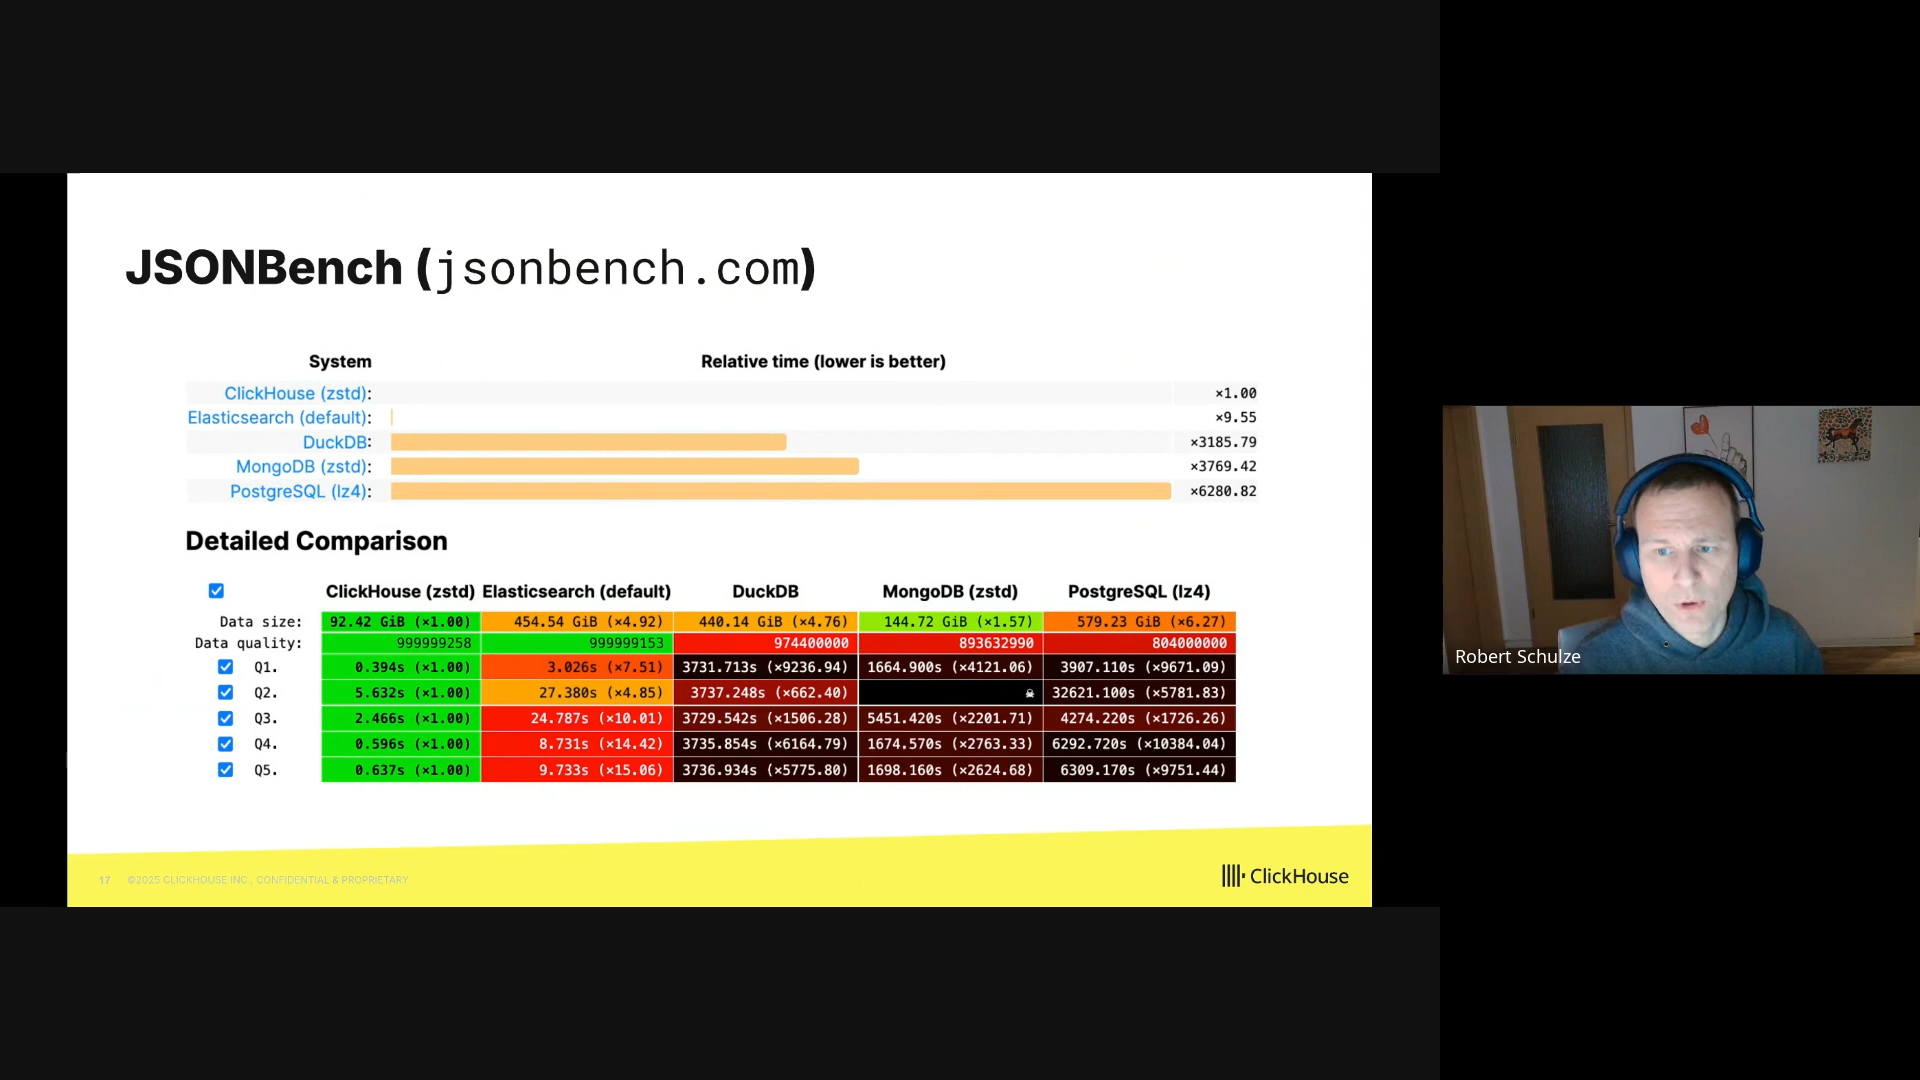 JSONBench (jsonbench.com)
System Relative time (lower is better)
ClickHouse (zstd): ×1.00
Elasticsearch (default): ×9.55
DuckDB: ×3185.79
MongoDB (zstd): ×3769.42
PostgreSQL (lz4): ×6280.82
Detailed Comparison
ClickHouse (zstd) Elasticsearch (default) DuckDB MongoDB (zstd) PostgreSQL (lz4)
Data size: 92.42 GiB (×1.00) 454.54 GiB (×4.92) 440.14 GiB (×4.76) 144.72 GiB (×1.57) 579.23 GiB (×6.27)
Data quality: 999999258 999999153 974400000 893632990 804000000
Q1. 0.394s (×1.00) 3.026s (×7.51) 3731.713s (×9236.94) 1664.900s (×4121.06) 3907.110s (×9671.09)
Q2. 5.632s (×1.00) 27.380s (×4.85) 3737.248s (×662.40) ☠ 32621.100s (×5781.83)
Q3. 2.466s (×1.00) 24.787s (×10.01) 3729.542s (×1506.28) 5451.420s (×2201.71) 4274.220s (×1726.26)
Q4. 0.596s (×1.00) 8.731s (×14.42) 3735.854s (×6164.79) 1674.570s (×2763.33) 6292.720s (×10384.04)
Q5. 0.637s (×1.00) 9.733s (×15.06) 3736.934s (×5775.80) 1698.160s (×2624.68) 6309.170s (×9751.44)
17 ©2025 CLICKHOUSE INC., CONFIDENTIAL & PROPRIETARY
ClickHouse
Robert Schulze